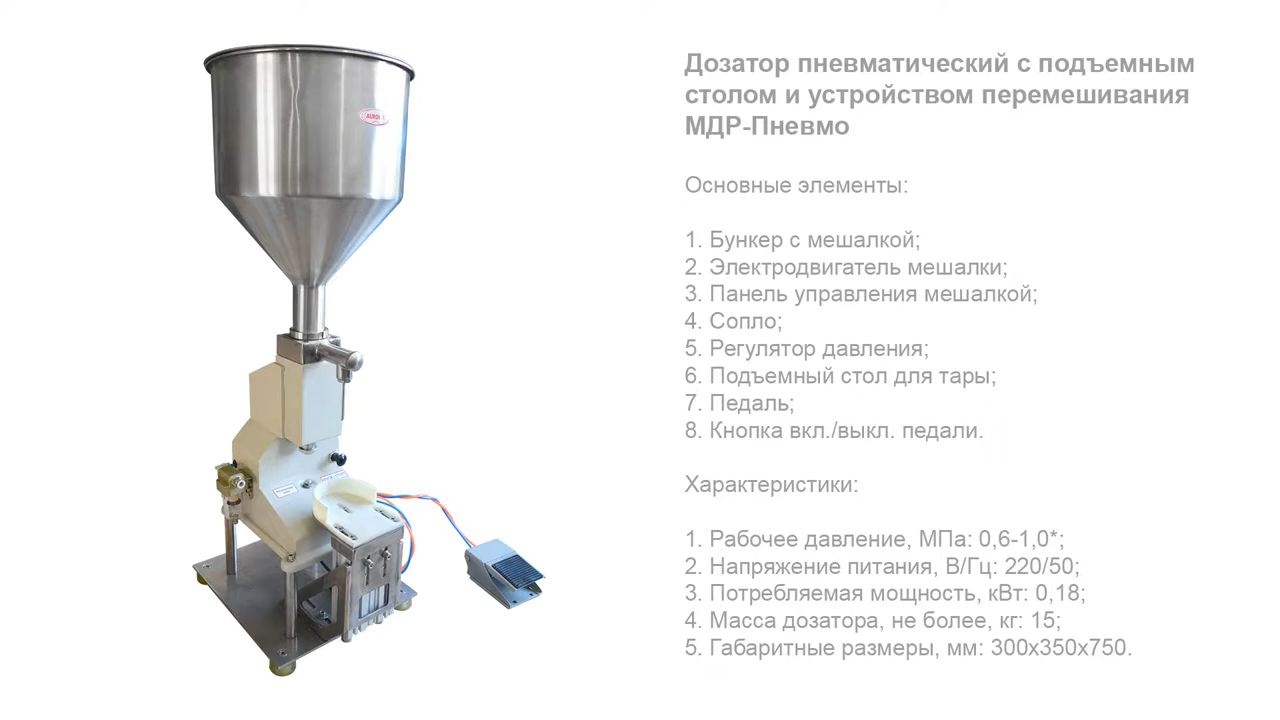 Дозатор пневматический с подъемным
столом и устройством перемешивания
МДР-Пневмо
Основные элементы:
1. Бункер с мешалкой;
2. Электродвигатель мешалки;
3. Панель управления мешалкой;
4. Сопло;
5. Регулятор давления;
6. Подъемный стол для тары;
7. Педаль;
8. Кнопка вкл./выкл. педали.
Характеристики:
1. Рабочее давление, МПа: 0,6-1,0*;
2. Напряжение питания, В/Гц: 220/50;
3. Потребляемая мощность, кВт: 0,18;
4. Масса дозатора, не более, кг: 15;
5. Габаритные размеры, мм: 300х350х750.